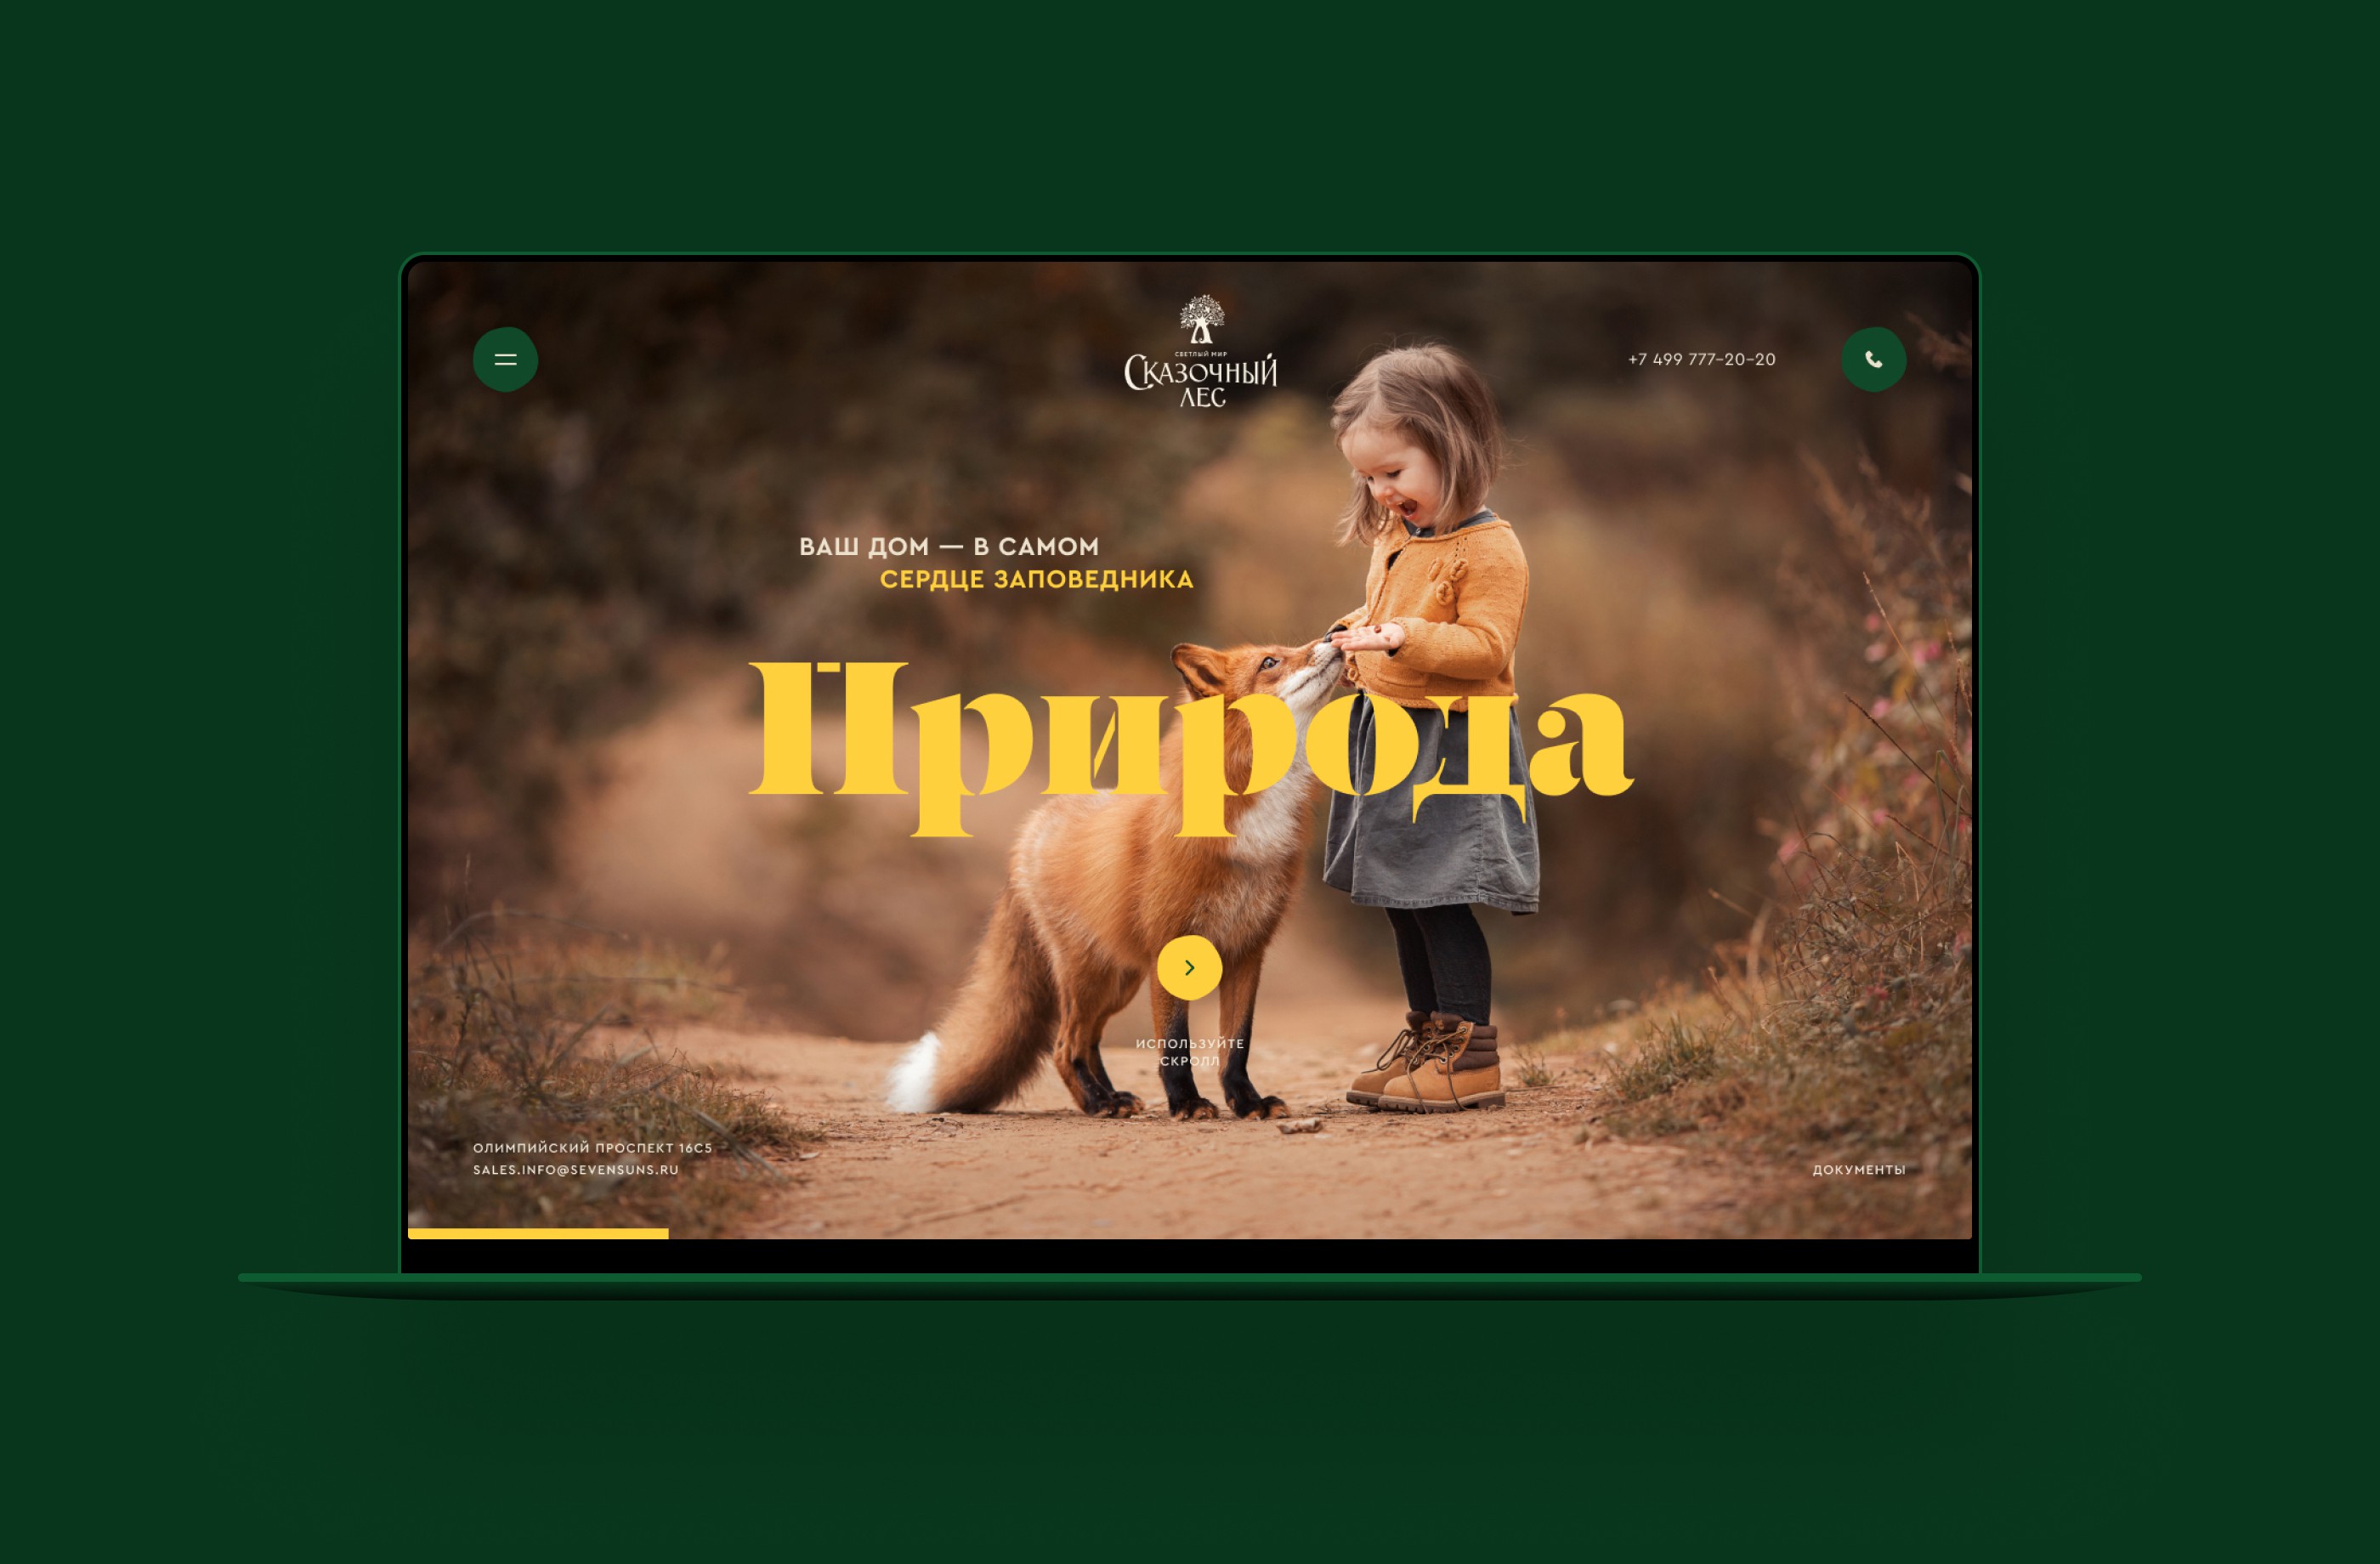 СВЕТЛЫЙ МИР
СКАЗОЧНЫЙ
ЛЕС
+7 499 777-20-20
ВАШ ДОМ — В САМОМ
СЕРДЦЕ ЗАПОВЕДНИКА
Природа
ИСПОЛЬЗУЙТЕ
СКРОЛЛ
ОЛИМПИЙСКИЙ ПРОСПЕКТ 16С5
SALES.INFO@SEVENSUNS.RU
ДОКУМЕНТЫ